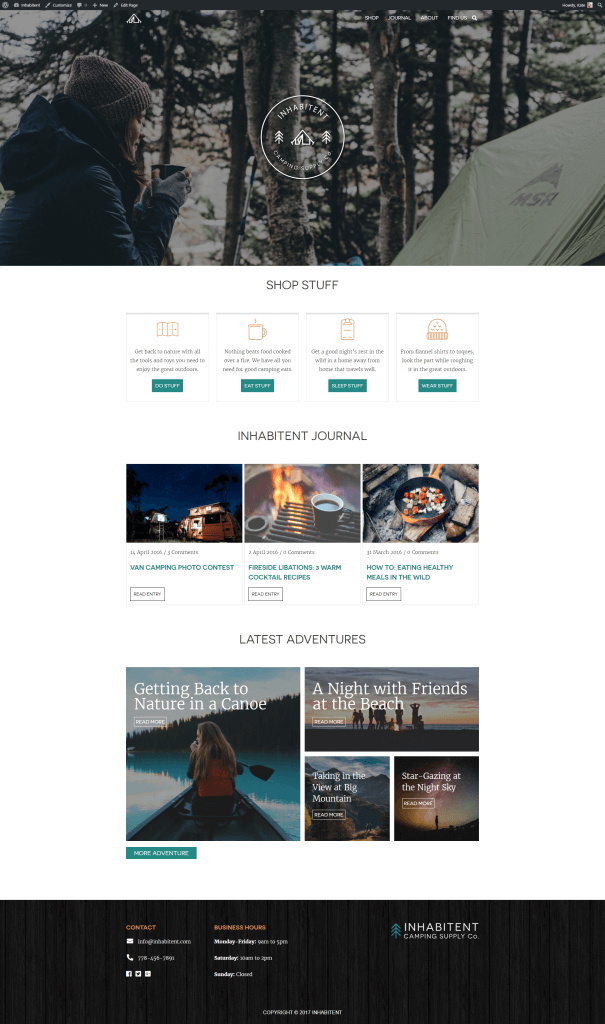 Inhabitent Customize 0 New Edit Page Howdy, Kate
SHOP JOURNAL ABOUT FIND US
INHABITENT
CAMPING SUPPLY CO
MSR
SHOP STUFF
Get back to nature with all
the tools and toys you need to
enjoy the great outdoors.
DO STUFF
Nothing beats food cooked
over a fire. We have all you
need for good camping eats.
EAT STUFF
Get a good night's rest in the
wild in a home away from
home that travels well.
SLEEP STUFF
From flannel shirts to toques,
look the part while roughing
it in the great outdoors.
WEAR STUFF
INHABITENT JOURNAL
14 April 2016 / 3 Comments
VAN CAMPING PHOTO CONTEST
READ ENTRY
2 April 2016 / 0 Comments
FIRESIDE LIBATIONS: 3 WARM
COCKTAIL RECIPES
READ ENTRY
31 March 2016 / 0 Comments
HOW TO: EATING HEALTHY
MEALS IN THE WILD
READ ENTRY
LATEST ADVENTURES
Getting Back to
Nature in a Canoe
READ MORE
A Night with Friends
at the Beach
READ MORE
Taking in the
View at Big
Mountain
READ MORE
Star-Gazing at
the Night Sky
READ MORE
MORE ADVENTURE
CONTACT
info@inhabitent.com
778-456-7891
BUSINESS HOURS
Monday-Friday: 9am to 5pm
Saturday: 10am to 2pm
Sunday: Closed
INHABITENT
CAMPING SUPPLY Co.
COPYRIGHT © 2017 INHABITENT